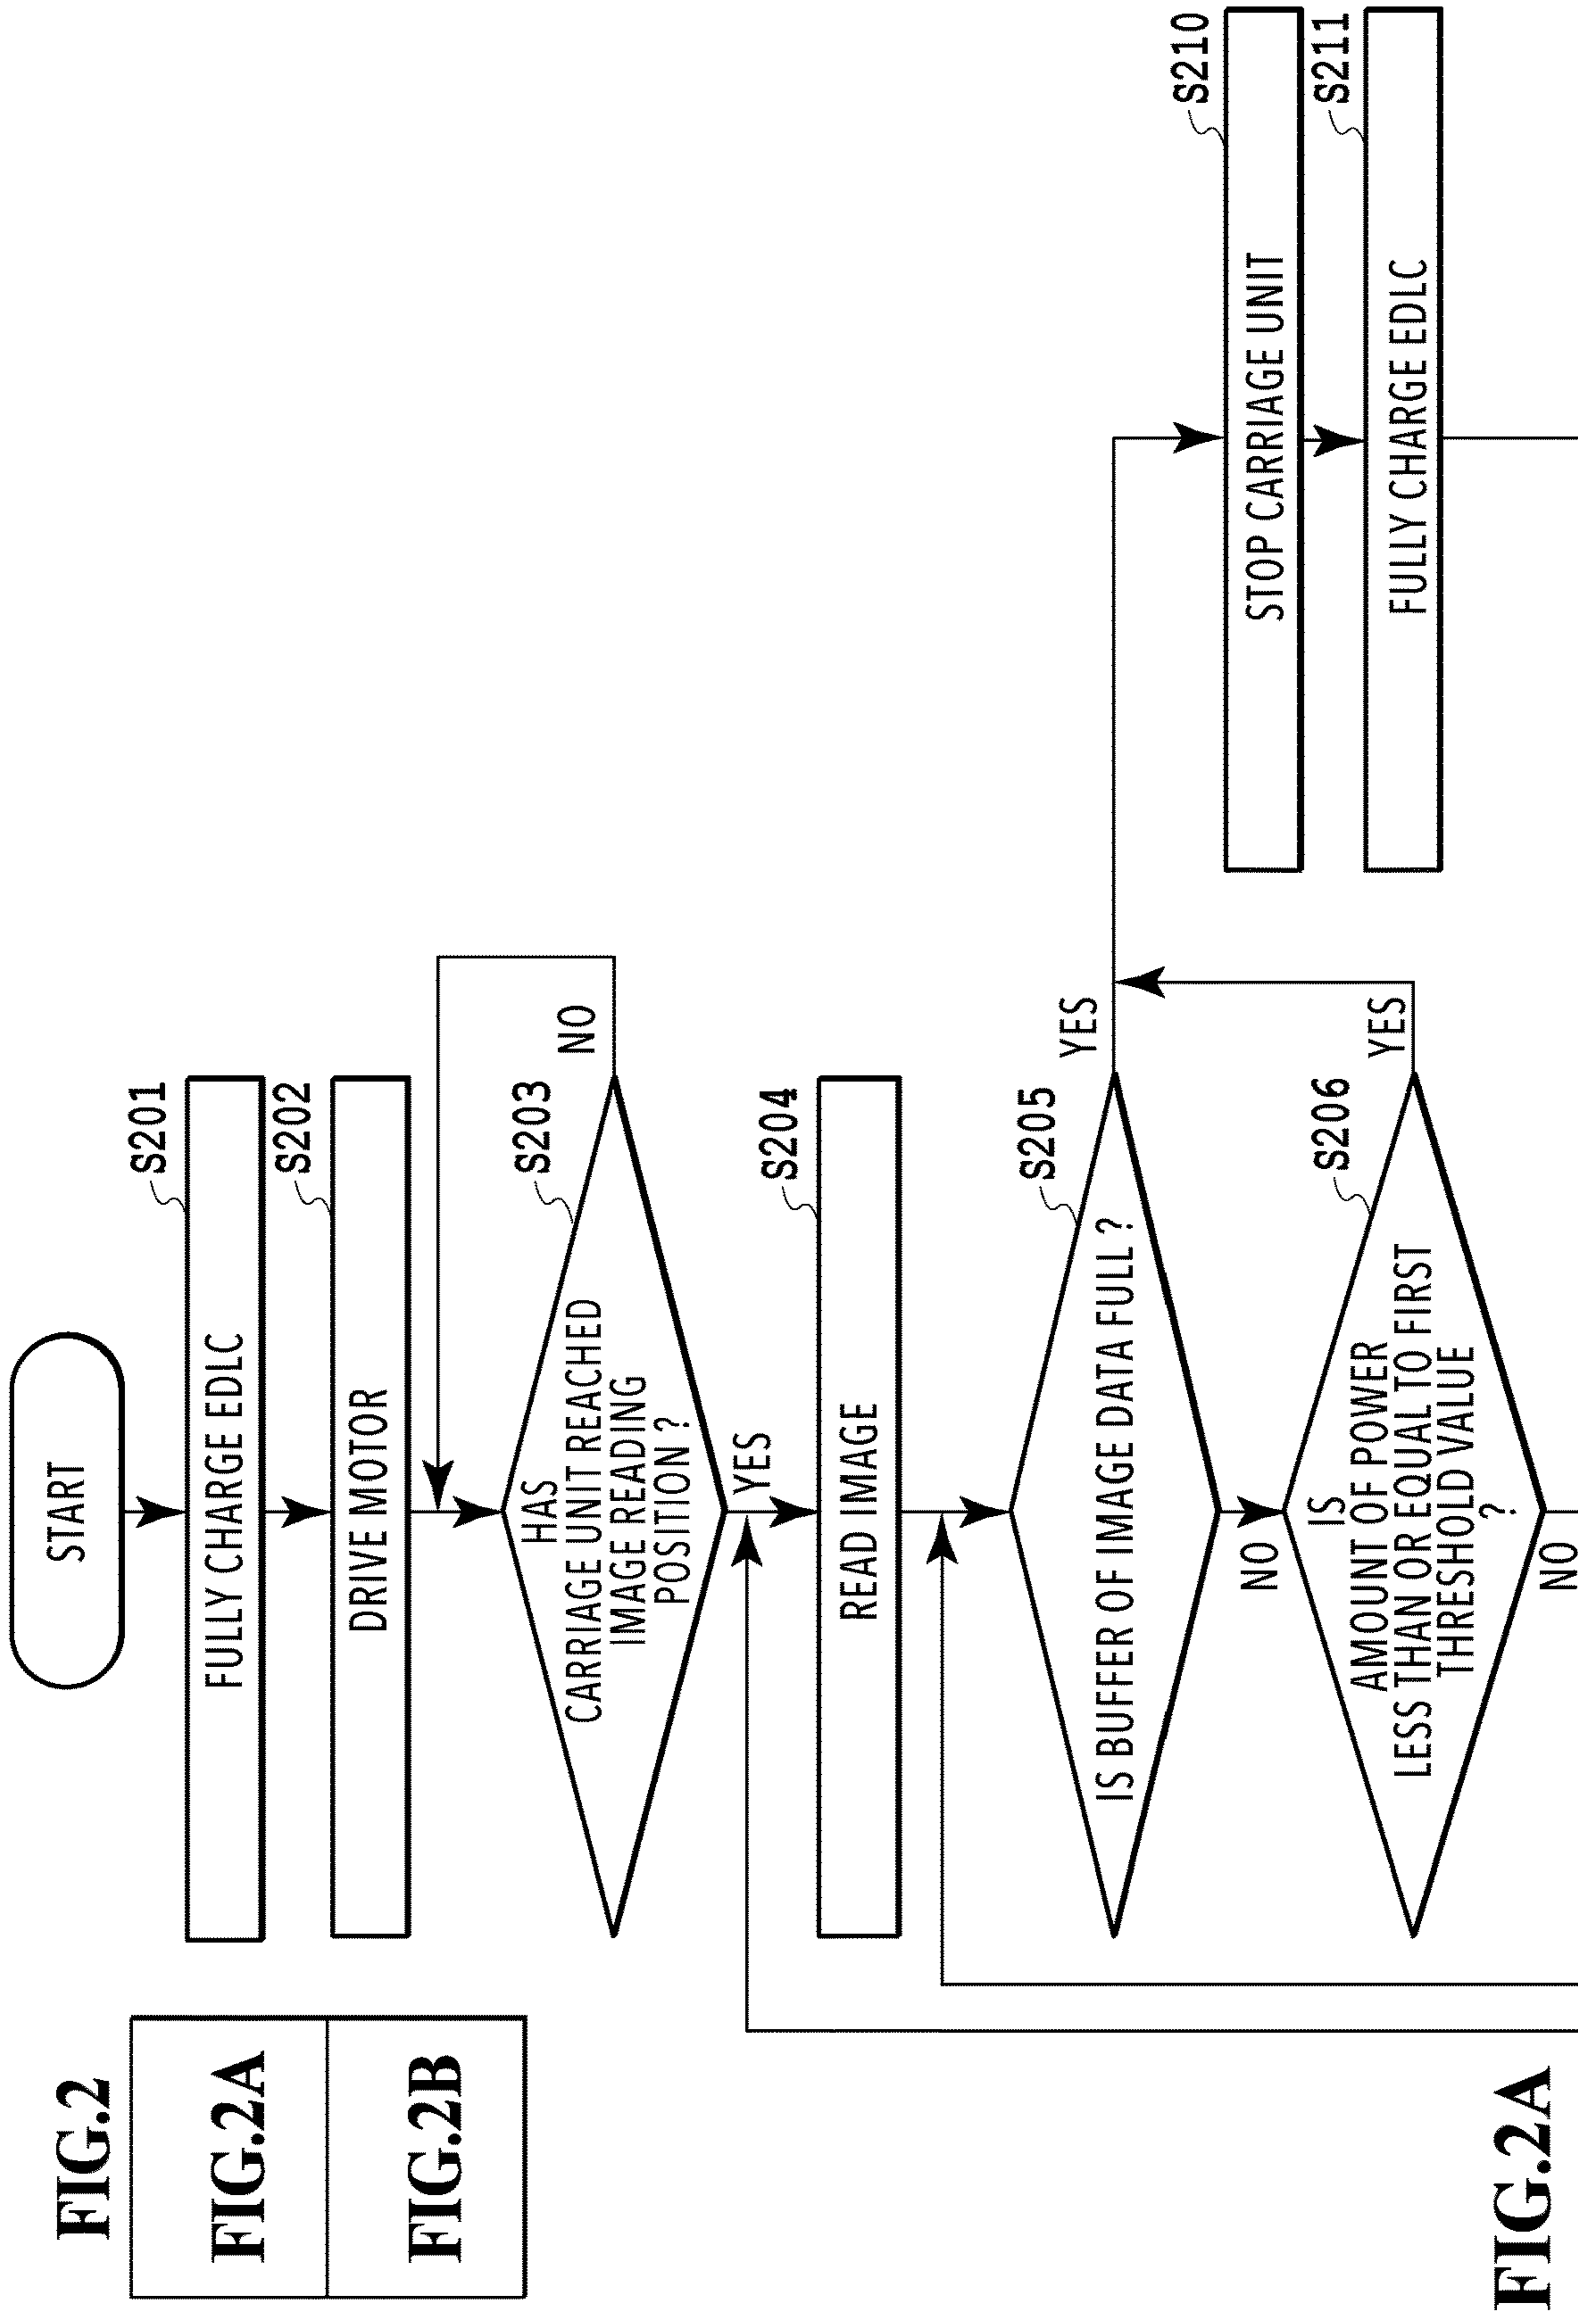 FIG.2
FIG.2A
FIG.2B
START
S201
FULLY CHARGE EDLC
S202
DRIVE MOTOR
S203
HAS
CARRIAGE UNIT REACHED
IMAGE READING
POSITION ?
NO
YES
S204
READ IMAGE
S205
IS BUFFER OF IMAGE DATA FULL ?
YES
NO
S206
IS
AMOUNT OF POWER
LESS THAN OR EQUAL TO FIRST
THRESHOLD VALUE
?
YES
NO
S210
STOP CARRIAGE UNIT
S211
FULLY CHARGE EDLC
FIG.2A